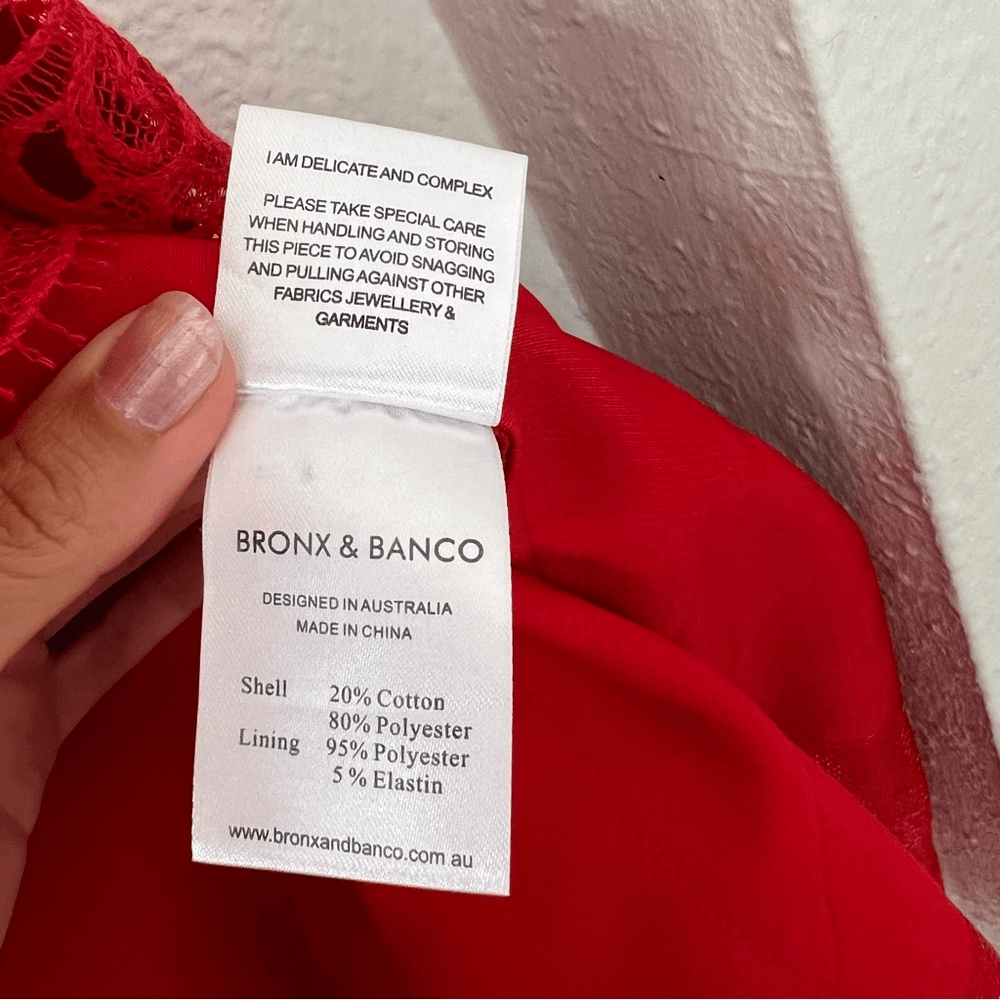 I AM DELICATE AND COMPLEX
PLEASE TAKE SPECIAL CARE
WHEN HANDLING AND STORING
THIS PIECE TO AVOID SNAGGING
AND PULLING AGAINST OTHER
FABRICS JEWELLERY &
GARMENTS
BRONX & BANCO
DESIGNED IN AUSTRALIA
MADE IN CHINA
Shell 20% Cotton
80% Polyester
Lining 95% Polyester
5% Elastin
www.bronxandbanco.com au